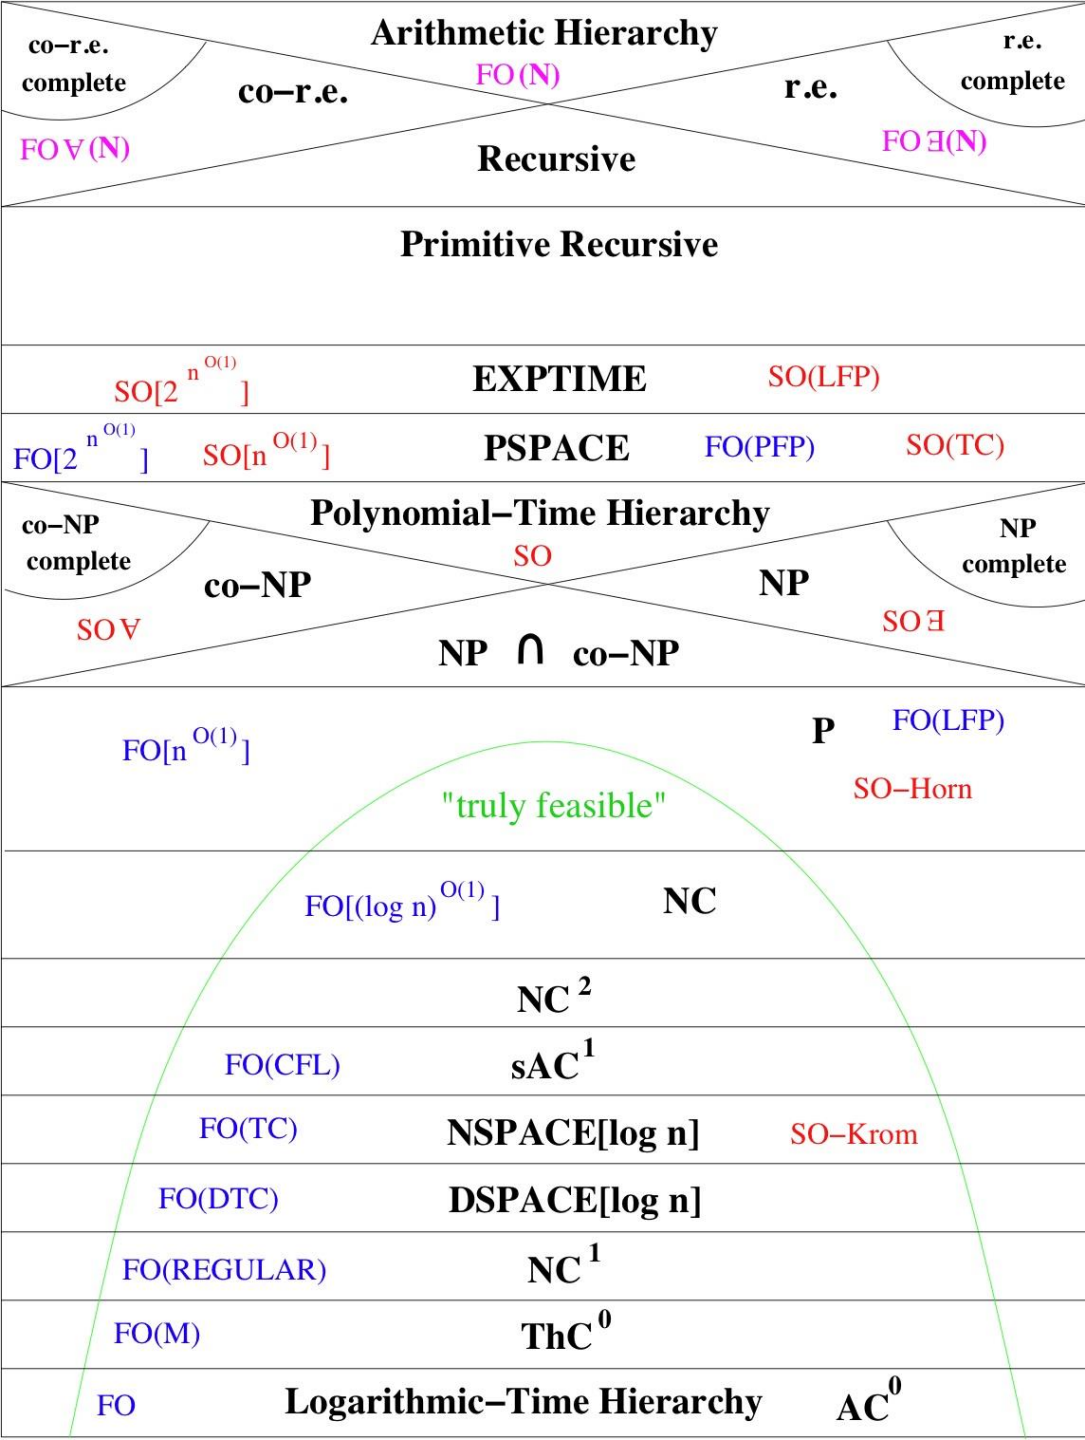 Arithmetic Hierarchy
co−r.e.
complete
co−r.e.
FO(N)
r.e.
r.e.
complete
FO∀(N)
FO∃(N)
Recursive
Primitive Recursive
SO[2^n^O(1)]
EXPTIME
SO(LFP)
FO[2^n^O(1)]
SO[n^O(1)]
PSPACE
FO(PFP)
SO(TC)
Polynomial−Time Hierarchy
co−NP
complete
co−NP
SO
NP
NP
complete
SO∀
SO∃
NP ∩ co−NP
FO[n^O(1)]
P
FO(LFP)
SO−Horn
"truly feasible"
FO[(log n)^O(1)]
NC
NC^2
FO(CFL)
sAC^1
FO(TC)
NSPACE[log n]
SO−Krom
FO(DTC)
DSPACE[log n]
FO(REGULAR)
NC^1
FO(M)
ThC^0
FO
Logarithmic−Time Hierarchy
AC^0